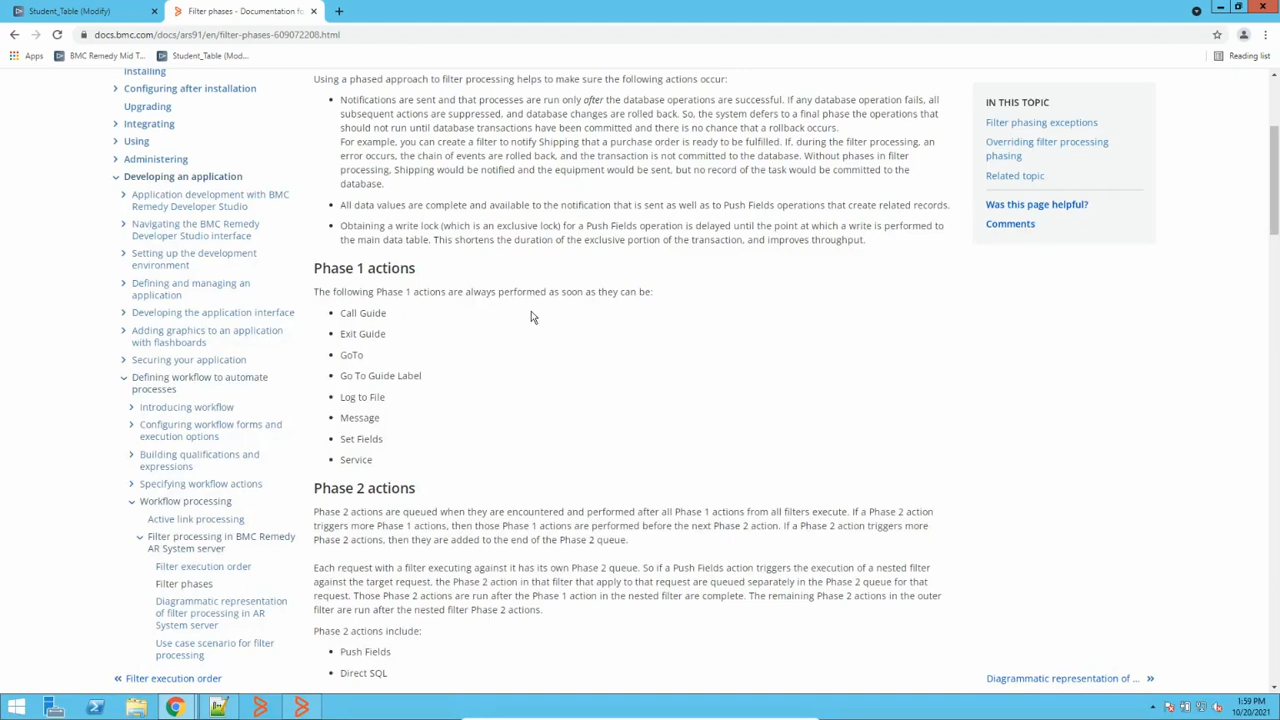 Student_Table (Modify)
Filter phases - Documentation fo
docs.bmc.com/docs/ars91/en/filter-phases-609072208.html
Apps
BMC Remedy Mid T...
Student_Table (Mod...
Reading list
Installing
Configuring after installation
Upgrading
Integrating
Using
Administering
Developing an application
Application development with BMC
Remedy Developer Studio
Navigating the BMC Remedy
Developer Studio interface
Setting up the development
environment
Defining and managing an
application
Developing the application interface
Adding graphics to an application
with flashboards
Securing your application
Defining workflow to automate
processes
Introducing workflow
Configuring workflow forms and
execution options
Building qualifications and
expressions
Specifying workflow actions
Workflow processing
Active link processing
Filter processing in BMC Remedy
AR System server
Filter execution order
Filter phases
Diagrammatic representation
of filter processing in AR
System server
Use case scenario for filter
processing
Using a phased approach to filter processing helps to make sure the following actions occur:
• Notifications are sent and that processes are run only after the database operations are successful. If any database operation fails, all
subsequent actions are suppressed, and database changes are rolled back. So, the system defers to a final phase the operations that
should not run until database transactions have been committed and there is no chance that a rollback occurs.
For example, you can create a filter to notify Shipping that a purchase order is ready to be fulfilled. If, during the filter processing, an
error occurs, the chain of events are rolled back, and the transaction is not committed to the database. Without phases in filter
processing, Shipping would be notified and the equipment would be sent, but no record of the task would be committed to the
database.
• All data values are complete and available to the notification that is sent as well as to Push Fields operations that create related records.
• Obtaining a write lock (which is an exclusive lock) for a Push Fields operation is delayed until the point at which a write is performed to
the main data table. This shortens the duration of the exclusive portion of the transaction, and improves throughput.
Phase 1 actions
The following Phase 1 actions are always performed as soon as they can be:
• Call Guide
• Exit Guide
• GoTo
• Go To Guide Label
• Log to File
• Message
• Set Fields
• Service
Phase 2 actions
Phase 2 actions are queued when they are encountered and performed after all Phase 1 actions from all filters execute. If a Phase 2 action
triggers more Phase 1 actions, then those Phase 1 actions are performed before the next Phase 2 action. If a Phase 2 action triggers more
Phase 2 actions, then they are added to the end of the Phase 2 queue.
Each request with a filter executing against it has its own Phase 2 queue. So if a Push Fields action triggers the execution of a nested filter
against the target request, the Phase 2 action in that filter that apply to that request are queued separately in the Phase 2 queue for that
request. Those Phase 2 actions are run after the Phase 1 action in the nested filter are complete. The remaining Phase 2 actions in the outer
filter are run after the nested filter Phase 2 actions.
Phase 2 actions include:
• Push Fields
• Direct SQL
IN THIS TOPIC
Filter phasing exceptions
Overriding filter processing
phasing
Related topic
Was this page helpful?
Comments
« Filter execution order
Diagrammatic representation of ... »
1:59 PM
10/20/2021